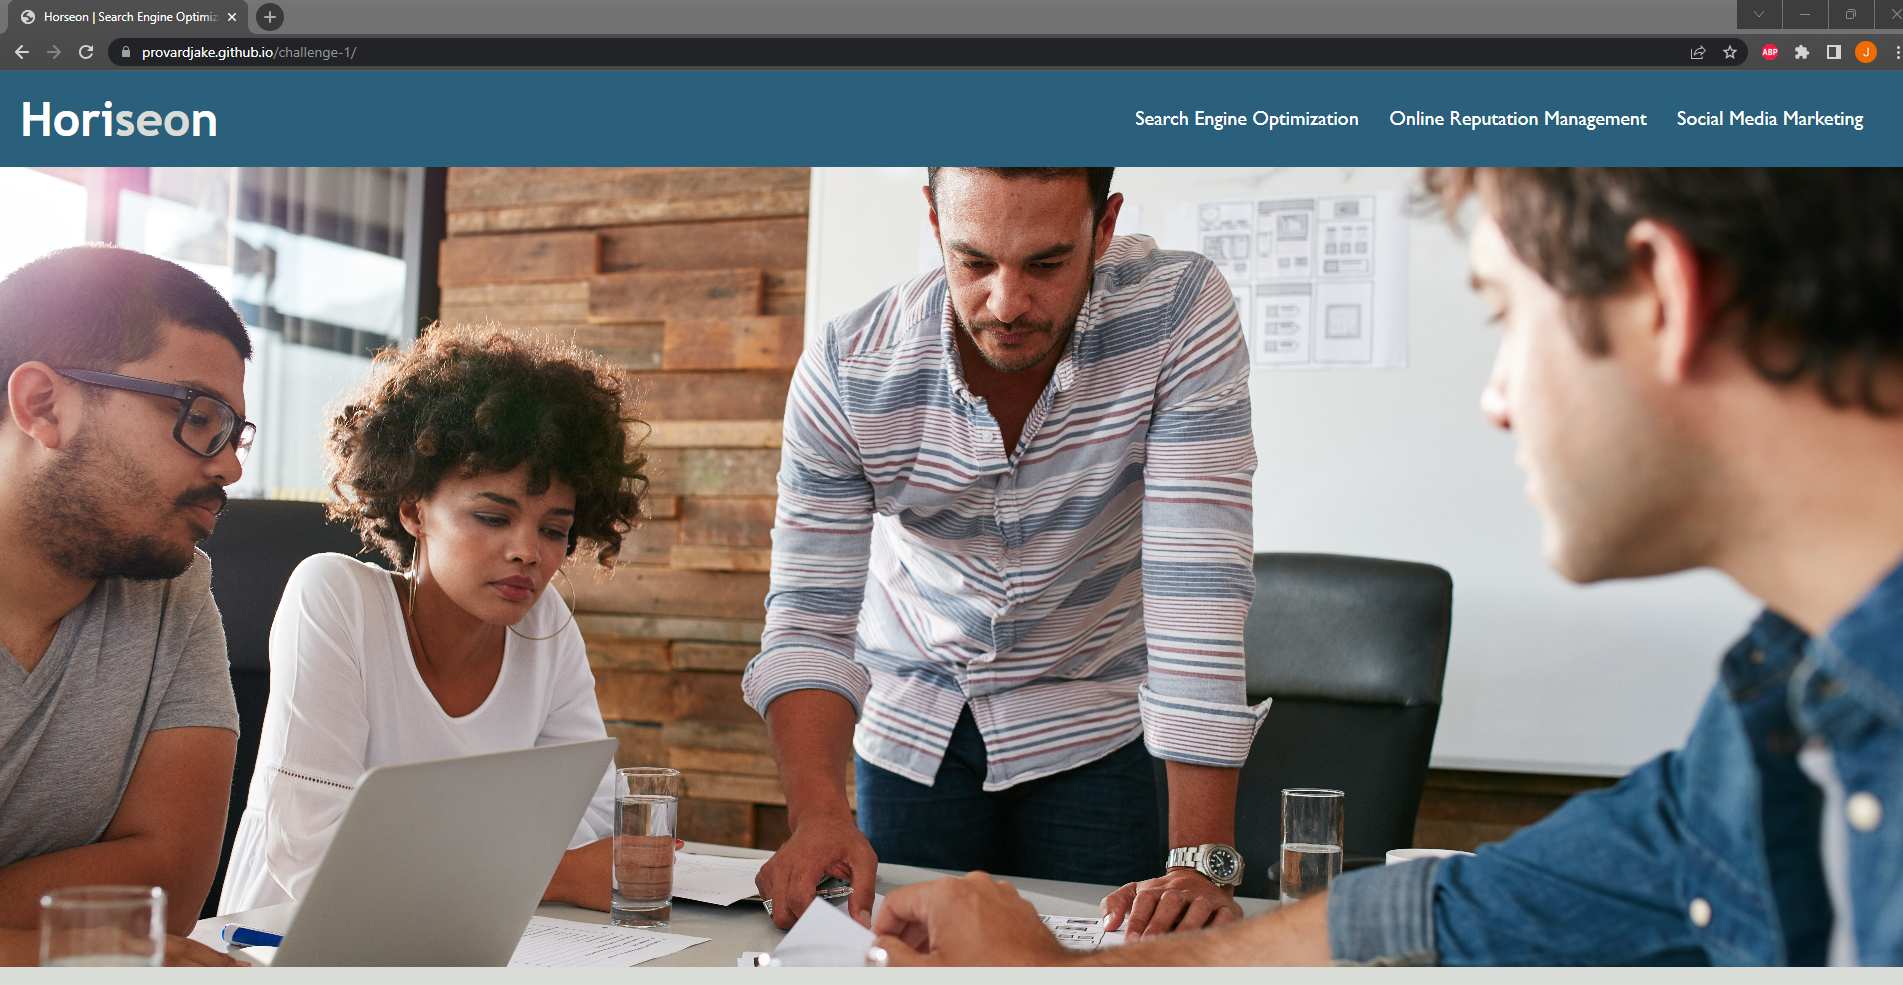 Horseon | Search Engine Optimiz
provardjake.github.io/challenge-1/
ABP
J
Horiseon
Search Engine Optimization
Online Reputation Management
Social Media Marketing